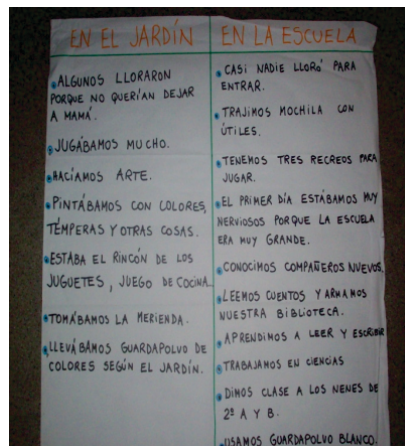 EN EL JARDÍN
• ALGUNOS LLORARON
PORQUE NO QUERÍAN DEJAR
A MAMÁ.
• JUGÁBAMOS MUCHO.
• HACÍAMOS ARTE.
• PINTÁBAMOS CON COLORES,
TÉMPERAS Y OTRAS COSAS.
• ESTABA EL RINCÓN DE LOS
JUGUETES, JUEGO DE COCINA..
• TOMÁBAMOS LA MERIENDA.
• LLEVÁBAMOS GUARDAPOLVO DE
COLORES SEGÚN EL JARDÍN.
EN LA ESCUELA
• CASI NADIE LLORÓ PARA
ENTRAR.
• TRAJIMOS MOCHILA CON
ÚTILES.
• TENEMOS TRES RECREOS PARA
JUGAR.
• EL PRIMER DÍA ESTÁBAMOS MUY
NERVIOSOS PORQUE LA ESCUELA
ERA MUY GRANDE.
• CONOCIMOS COMPAÑEROS NUEVOS.
• LEEMOS CUENTOS Y ARMAMOS
NUESTRA BIBLIOTECA.
• APRENDIMOS A LEER Y ESCRIBIR
• TRABAJAMOS EN CIENCIAS
• DIMOS CLASE A LOS NENES DE
2º A Y B.
• USAMOS GUARDAPOLVO BLANCO.